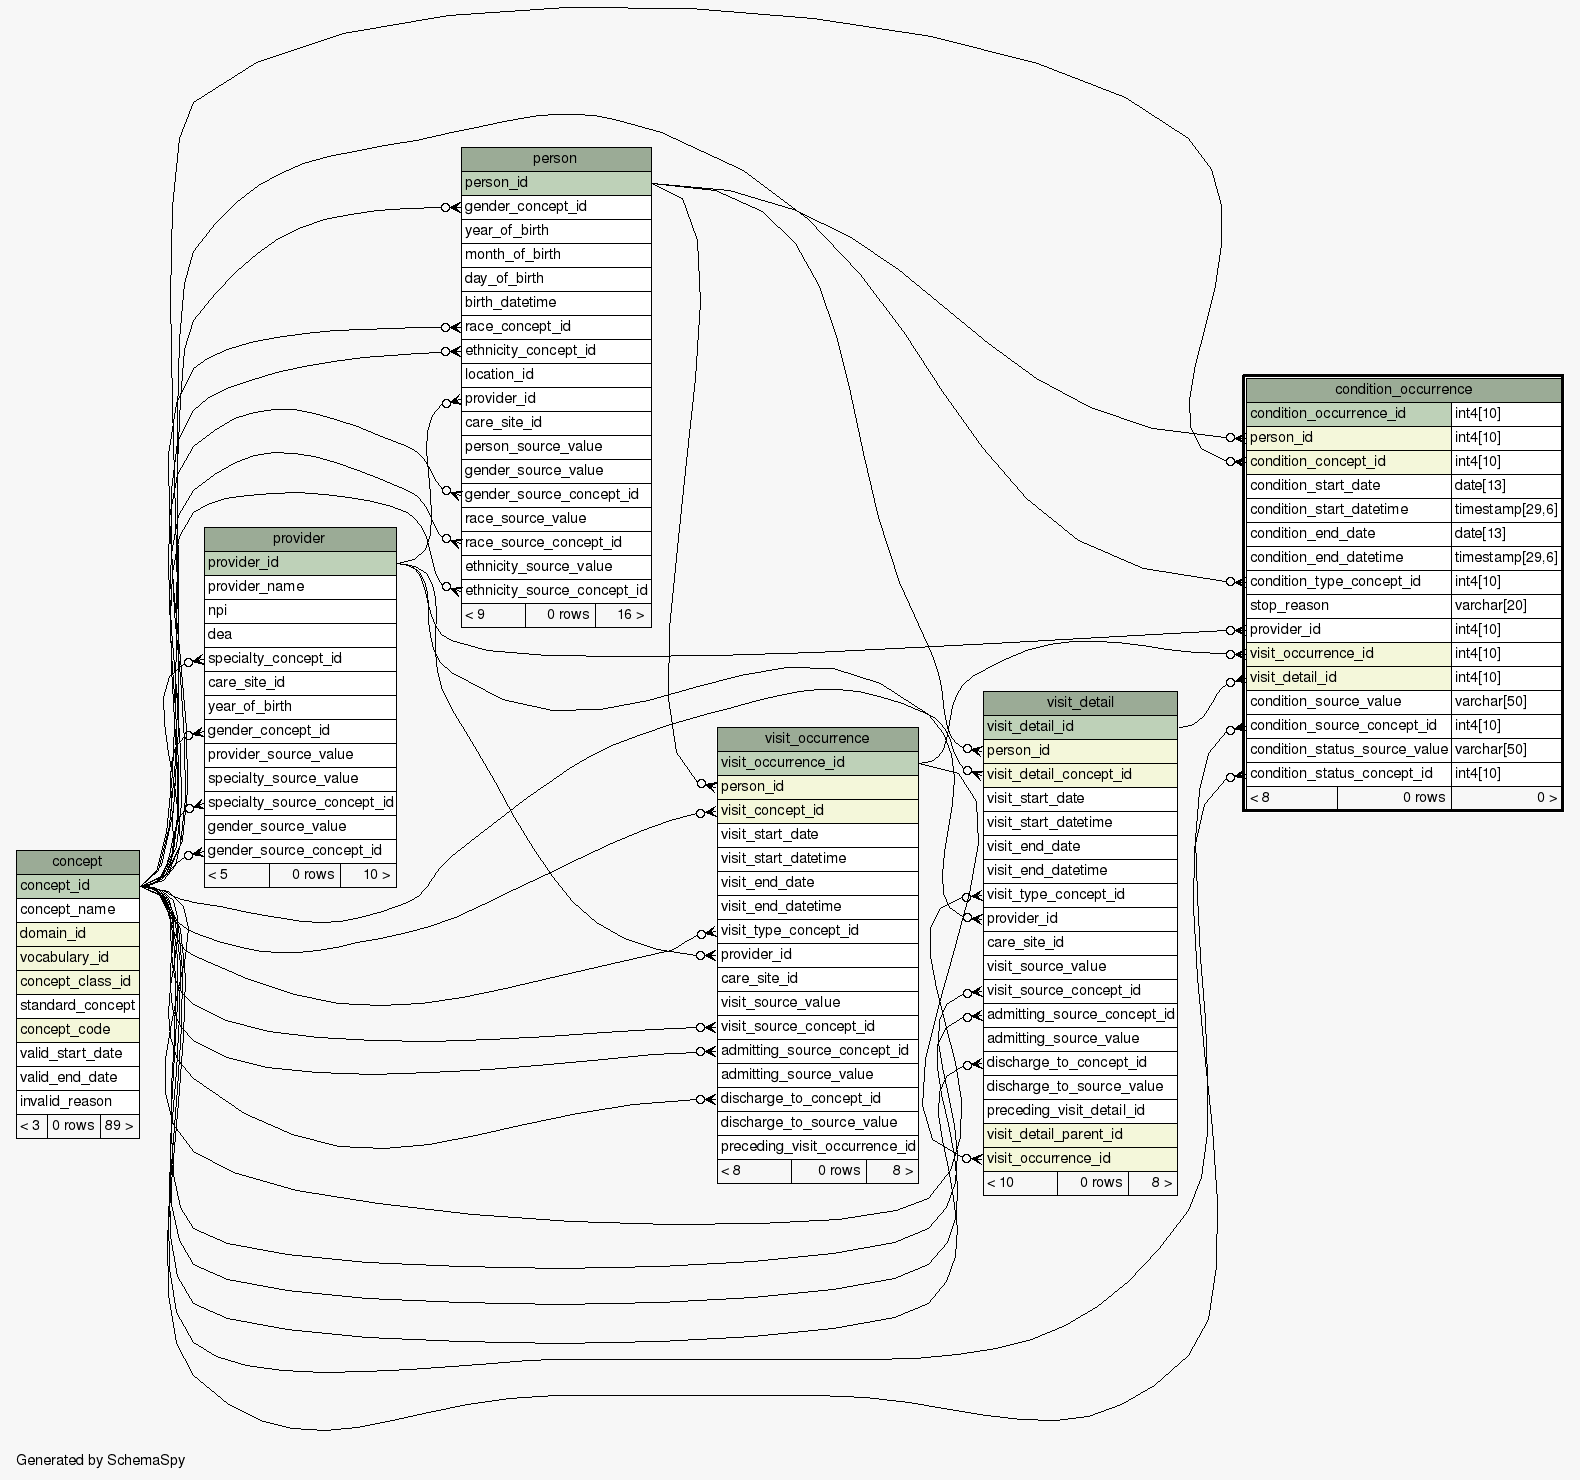 person
person_id
gender_concept_id
year_of_birth
month_of_birth
day_of_birth
birth_datetime
race_concept_id
ethnicity_concept_id
location_id
provider_id
care_site_id
person_source_value
gender_source_value
gender_source_concept_id
race_source_value
race_source_concept_id
ethnicity_source_value
ethnicity_source_concept_id
< 9 0 rows 16 >
condition_occurrence
condition_occurrence_id int4[10]
person_id int4[10]
condition_concept_id int4[10]
condition_start_date date[13]
condition_start_datetime timestamp[29,6]
condition_end_date date[13]
condition_end_datetime timestamp[29,6]
condition_type_concept_id int4[10]
stop_reason varchar[20]
provider_id int4[10]
visit_occurrence_id int4[10]
visit_detail_id int4[10]
condition_source_value varchar[50]
condition_source_concept_id int4[10]
condition_status_source_value varchar[50]
condition_status_concept_id int4[10]
< 8 0 rows 0 >
provider
provider_id
provider_name
npi
dea
specialty_concept_id
care_site_id
year_of_birth
gender_concept_id
provider_source_value
specialty_source_value
specialty_source_concept_id
gender_source_value
gender_source_concept_id
< 5 0 rows 10 >
visit_detail
visit_detail_id
person_id
visit_detail_concept_id
visit_start_date
visit_start_datetime
visit_end_date
visit_end_datetime
visit_type_concept_id
provider_id
care_site_id
visit_source_value
visit_source_concept_id
admitting_source_concept_id
admitting_source_value
discharge_to_concept_id
discharge_to_source_value
preceding_visit_detail_id
visit_detail_parent_id
visit_occurrence_id
< 10 0 rows 8 >
visit_occurrence
visit_occurrence_id
person_id
visit_concept_id
visit_start_date
visit_start_datetime
visit_end_date
visit_end_datetime
visit_type_concept_id
provider_id
care_site_id
visit_source_value
visit_source_concept_id
admitting_source_concept_id
admitting_source_value
discharge_to_concept_id
discharge_to_source_value
preceding_visit_occurrence_id
< 8 0 rows 8 >
concept
concept_id
concept_name
domain_id
vocabulary_id
concept_class_id
standard_concept
concept_code
valid_start_date
valid_end_date
invalid_reason
< 3 0 rows 89 >
Generated by SchemaSpy